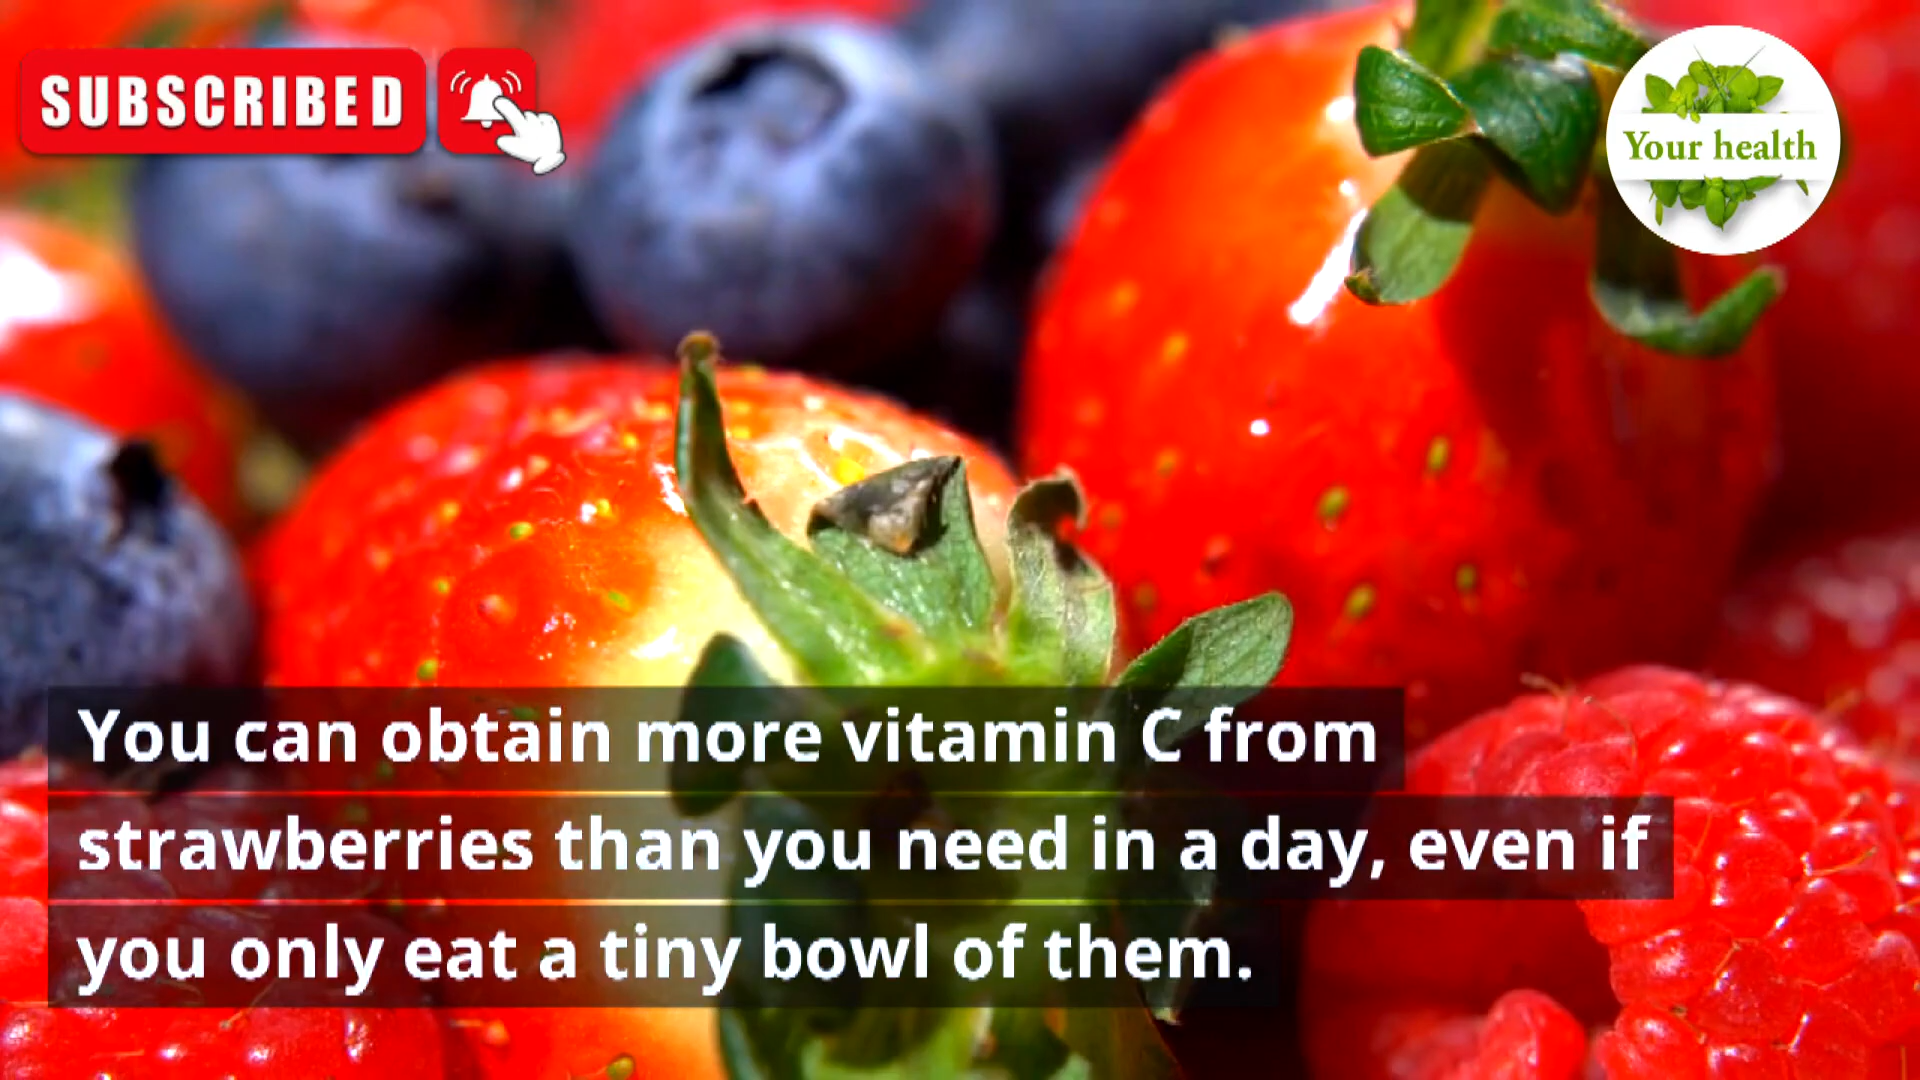 SUBSCRIBED
Your health
You can obtain more vitamin C from
strawberries than you need in a day, even if
you only eat a tiny bowl of them.